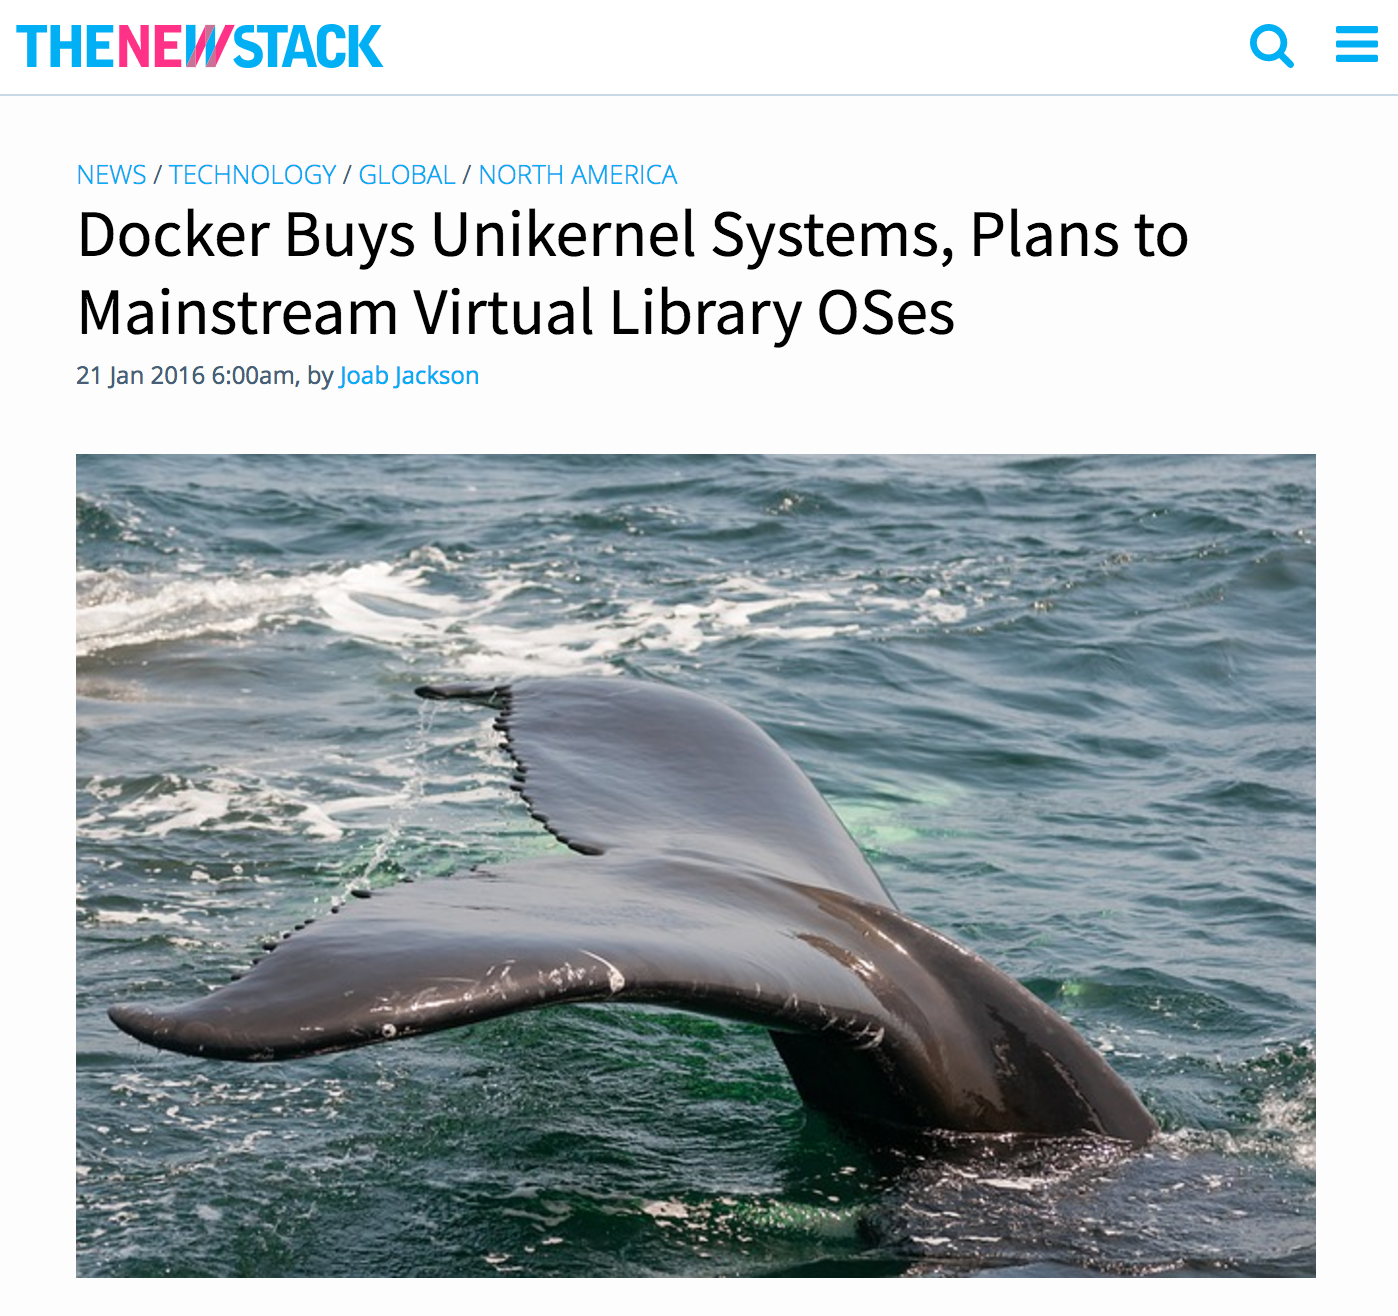 THENEWSTACK
NEWS / TECHNOLOGY / GLOBAL / NORTH AMERICA
Docker Buys Unikernel Systems, Plans to
Mainstream Virtual Library OSes
21 Jan 2016 6:00am, by Joab Jackson